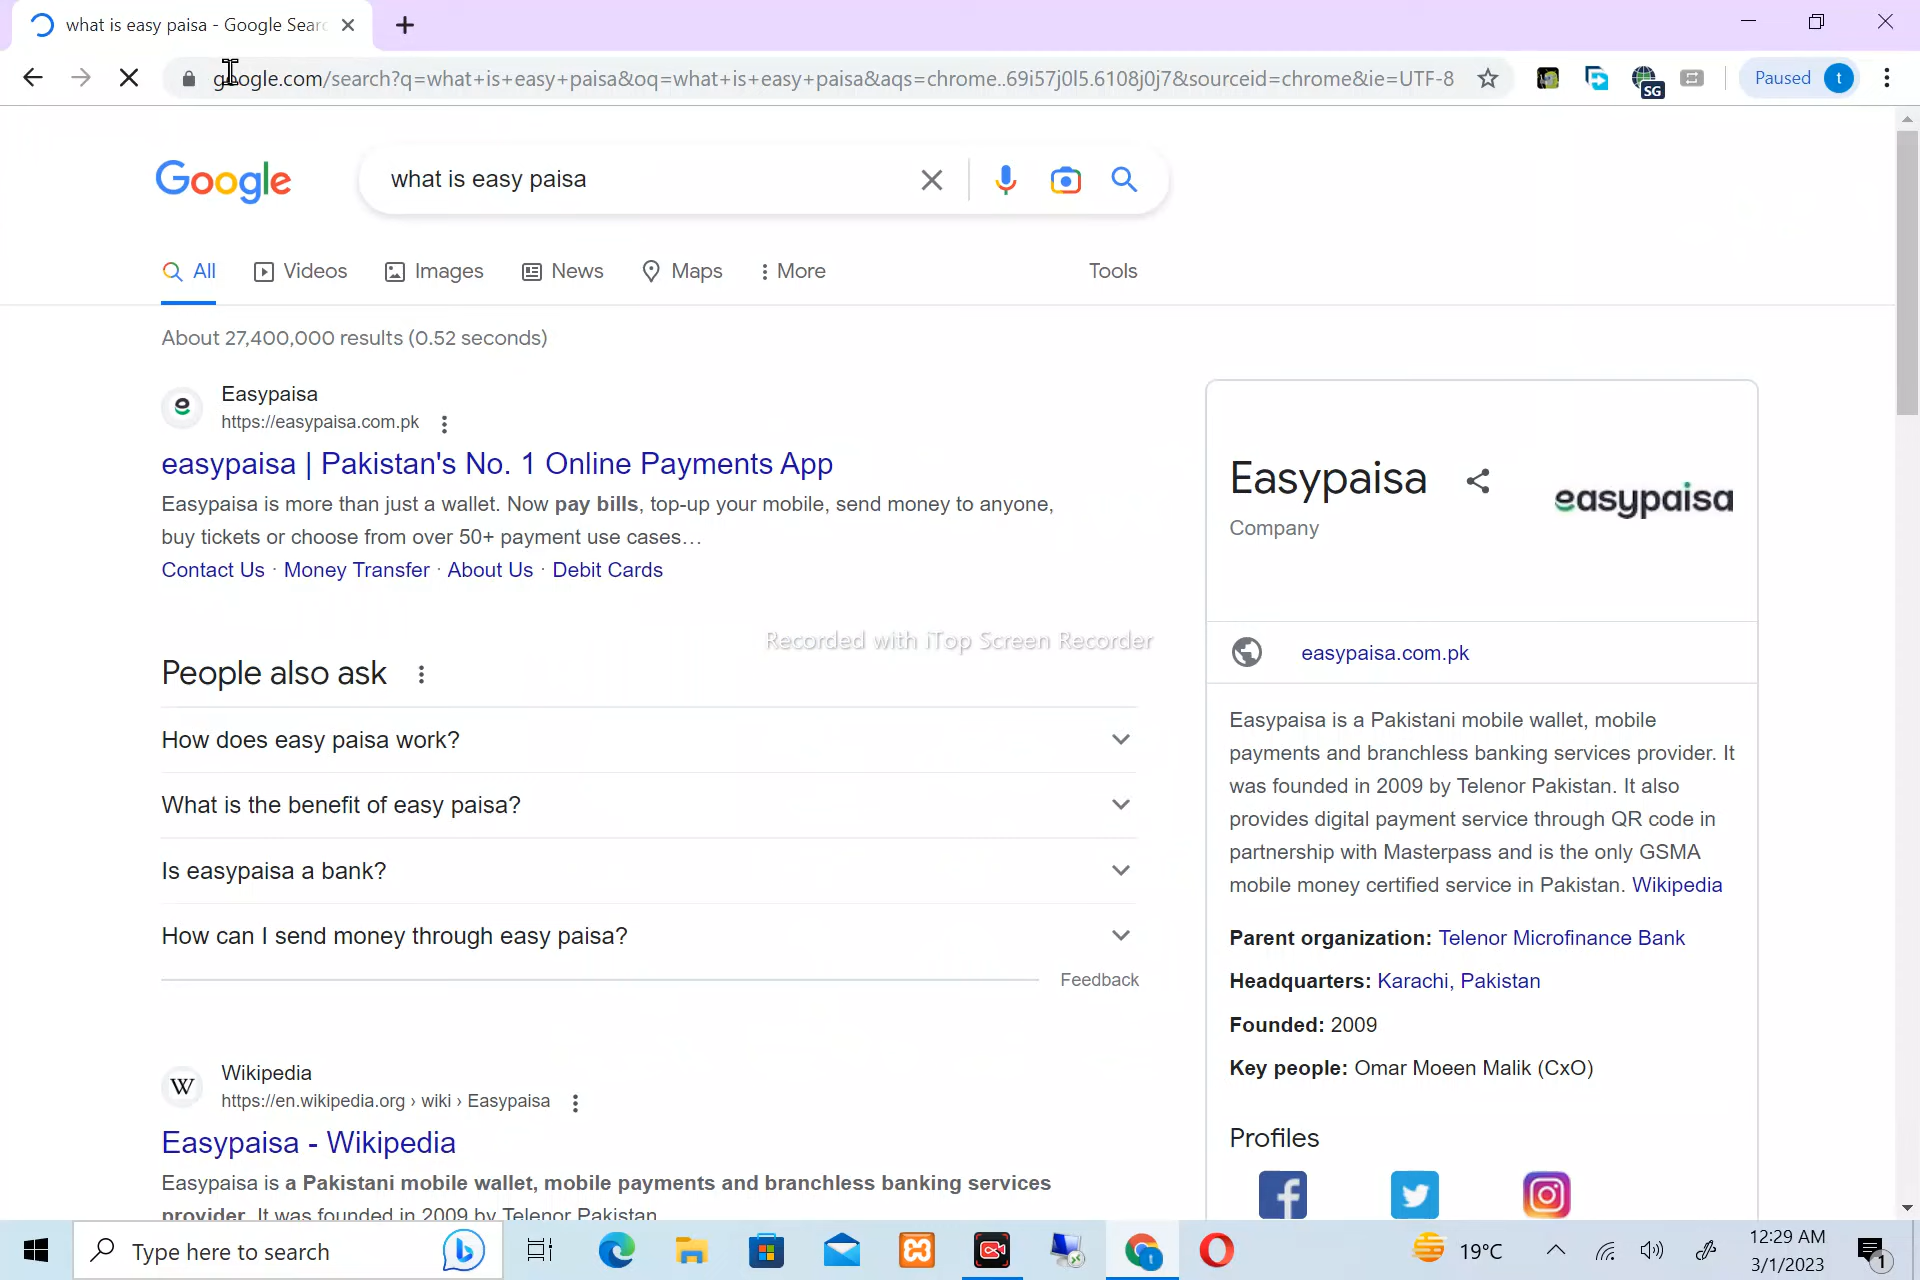 what is easy paisa - Google Sear
google.com/search?q=what+is+easy+paisa&oq=what+is+easy+paisa&aqs=chrome..69i57j0l5.6108j0j7&sourceid=chrome&ie=UTF-8
SG
Paused
t
Google
what is easy paisa
All
Videos
Images
News
Maps
More
Tools
About 27,400,000 results (0.52 seconds)
Easypaisa
https://easypaisa.com.pk
easypaisa | Pakistan's No. 1 Online Payments App
Easypaisa is more than just a wallet. Now pay bills, top-up your mobile, send money to anyone,
buy tickets or choose from over 50+ payment use cases…
Contact Us · Money Transfer · About Us · Debit Cards
Recorded with iTop Screen Recorder
People also ask
How does easy paisa work?
What is the benefit of easy paisa?
Is easypaisa a bank?
How can I send money through easy paisa?
Feedback
W
Wikipedia
https://en.wikipedia.org › wiki › Easypaisa
Easypaisa - Wikipedia
Easypaisa is a Pakistani mobile wallet, mobile payments and branchless banking services
provider. It was founded in 2009 by Telenor Pakistan.
Easypaisa
easypaisa
Company
easypaisa.com.pk
Easypaisa is a Pakistani mobile wallet, mobile
payments and branchless banking services provider. It
was founded in 2009 by Telenor Pakistan. It also
provides digital payment service through QR code in
partnership with Masterpass and is the only GSMA
mobile money certified service in Pakistan. Wikipedia
Parent organization: Telenor Microfinance Bank
Headquarters: Karachi, Pakistan
Founded: 2009
Key people: Omar Moeen Malik (CxO)
Profiles
Type here to search
t
19°C
12:29 AM
3/1/2023
1